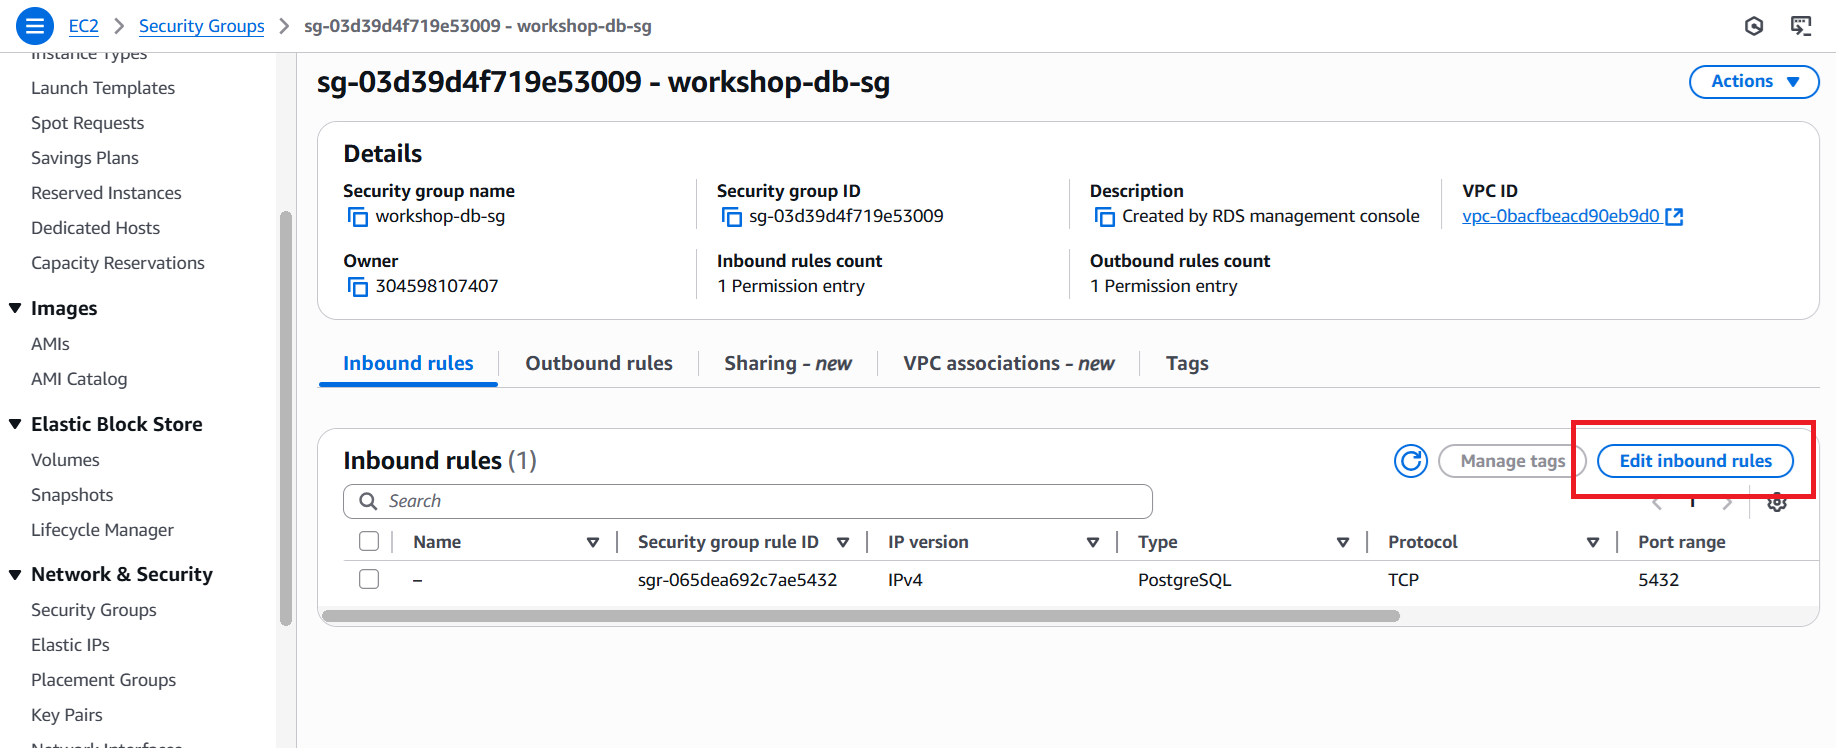 EC2 > Security Groups > sg-03d39d4f719e53009 - workshop-db-sg
Instance Types
Launch Templates
Spot Requests
Savings Plans
Reserved Instances
Dedicated Hosts
Capacity Reservations
Images
AMIs
AMI Catalog
Elastic Block Store
Volumes
Snapshots
Lifecycle Manager
Network & Security
Security Groups
Elastic IPs
Placement Groups
Key Pairs
Network Interfaces
sg-03d39d4f719e53009 - workshop-db-sg
Actions
Details
Security group name
workshop-db-sg
Security group ID
sg-03d39d4f719e53009
Description
Created by RDS management console
VPC ID
vpc-0bacfbeacd90eb9d0
Owner
304598107407
Inbound rules count
1 Permission entry
Outbound rules count
1 Permission entry
Inbound rules Outbound rules Sharing - new VPC associations - new Tags
Inbound rules (1)
Manage tags
Edit inbound rules
Search
1
Name Security group rule ID IP version Type Protocol Port range
– sgr-065dea692c7ae5432 IPv4 PostgreSQL TCP 5432